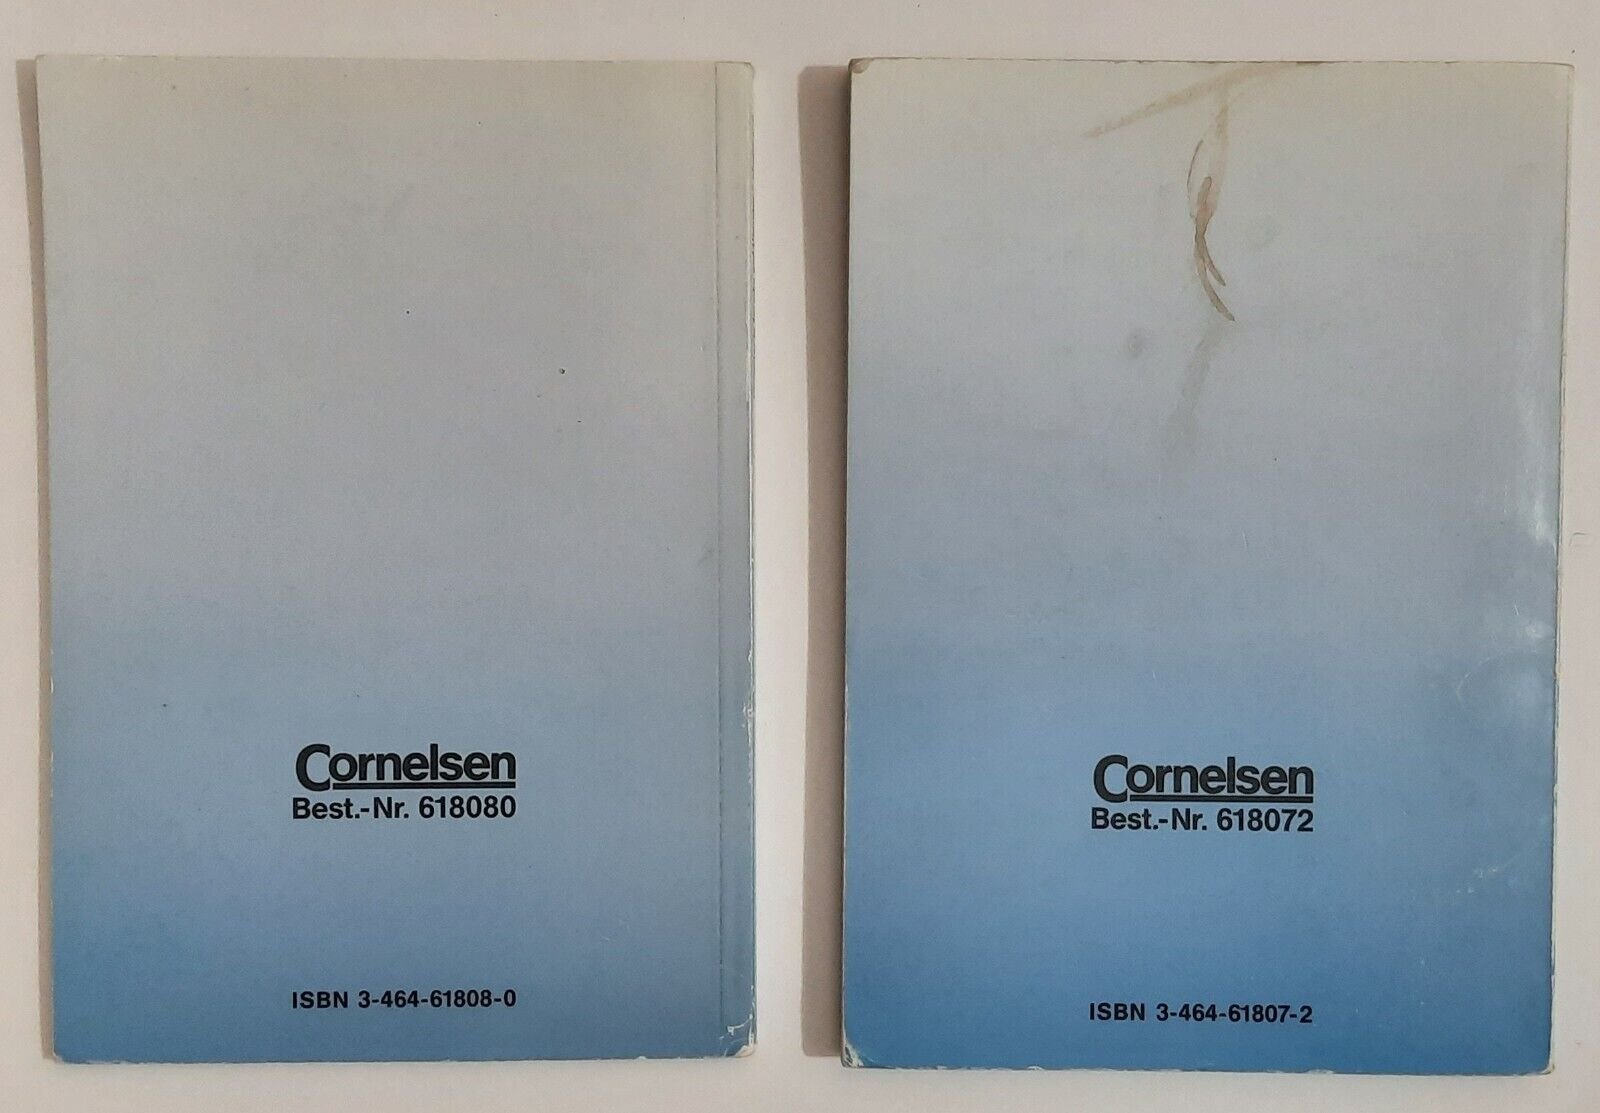 Cornelsen
Best.-Nr. 618080
ISBN 3-464-61808-0
Cornelsen
Best.-Nr. 618072
ISBN 3-464-61807-2